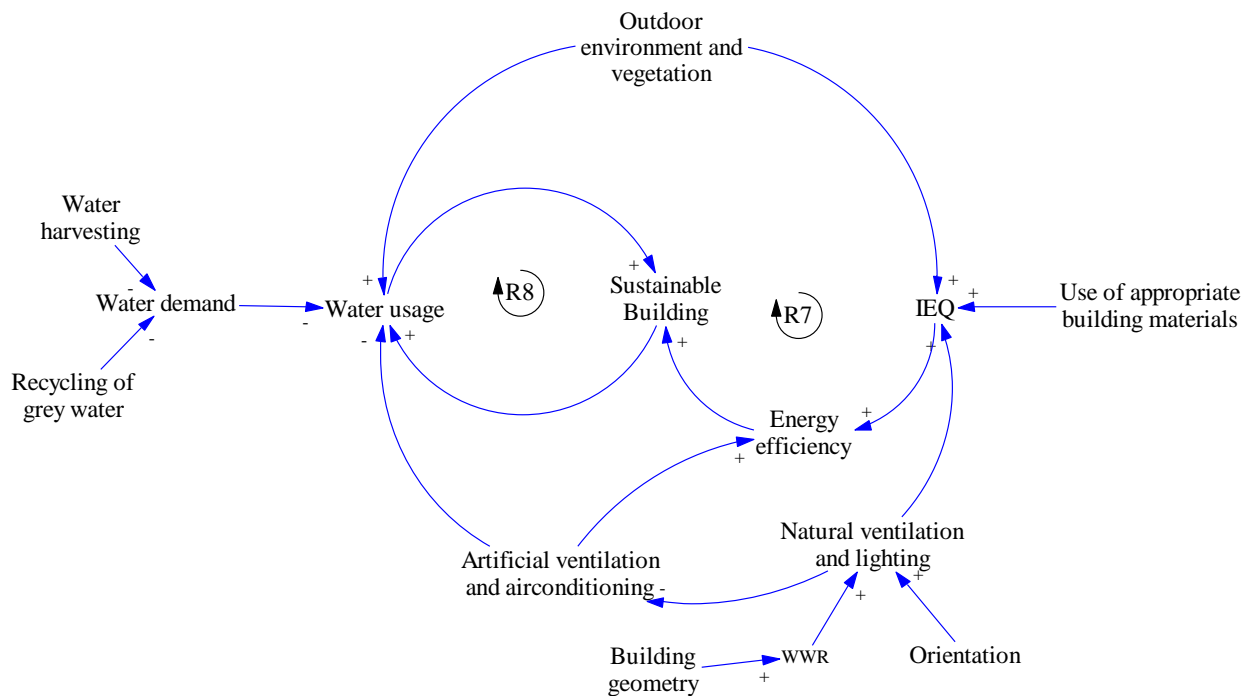 Outdoor
environment and
vegetation
+
+
+
Water
harvesting
-
Water demand
-
Recycling of
grey water
-
Water usage
-
+
R8
+
Sustainable
Building
+
R7
IEQ
+
Use of appropriate
building materials
+
Energy
efficiency
+
Artificial ventilation
and airconditioning
-
Natural ventilation
and lighting
+
+
Building
geometry
+
WWR
Orientation